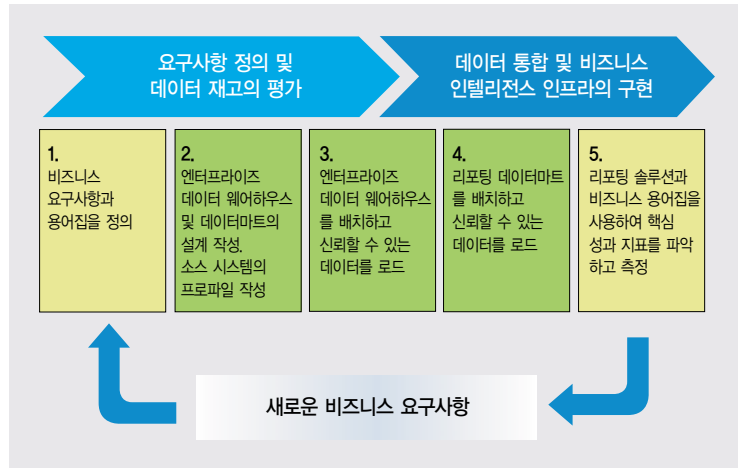 요구사항 정의 및
데이터 재고의 평가
데이터 통합 및 비즈니스
인텔리전스 인프라의 구현
1.
비즈니스
요구사항과
용어집을 정의
2.
엔터프라이즈
데이터 웨어하우스
및 데이터마트의
설계 작성.
소스 시스템의
프로파일 작성
3.
엔터프라이즈
데이터 웨어하우스
를 배치하고
신뢰할 수 있는
데이터를 로드
4.
리포팅 데이터마트
를 배치하고
신뢰할 수 있는
데이터를 로드
5.
리포팅 솔루션과
비즈니스 용어집을
사용하여 핵심
성과 지표를 파악
하고 측정
새로운 비즈니스 요구사항